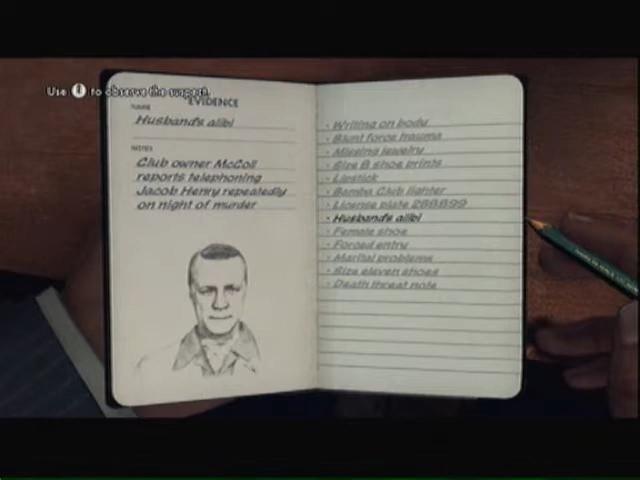 Use ! to observe the suspect.
EVIDENCE
NAME
Husband's alibi
NOTES
Club owner McColl
reports telephoning
Jacob Henry repeatedly
on night of murder
- Writing on body
- Blunt force trauma
- Missing jewelry
- Size 8 shoe prints
- Lipstick
- Bamba Club lighter
- License plate 2B8899
- Husband's alibi
- Female shoe
- Forced entry
- Marital problems
- Size eleven shoes
- Death threat note